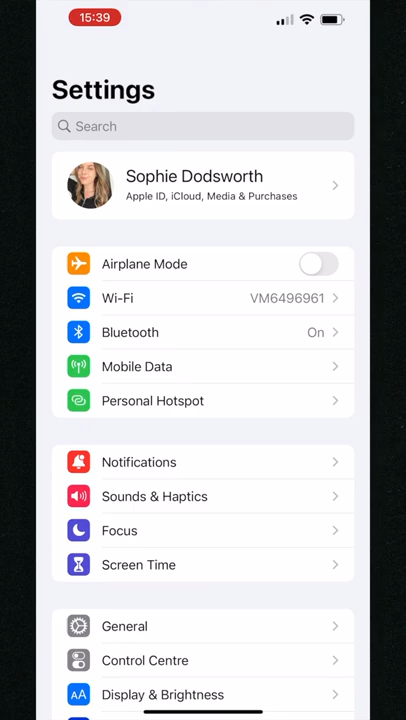 15:39
Settings
Search
Sophie Dodsworth
Apple ID, iCloud, Media & Purchases
Airplane Mode
Wi-Fi VM6496961
Bluetooth On
Mobile Data
Personal Hotspot
Notifications
Sounds & Haptics
Focus
Screen Time
General
Control Centre
AA Display & Brightness